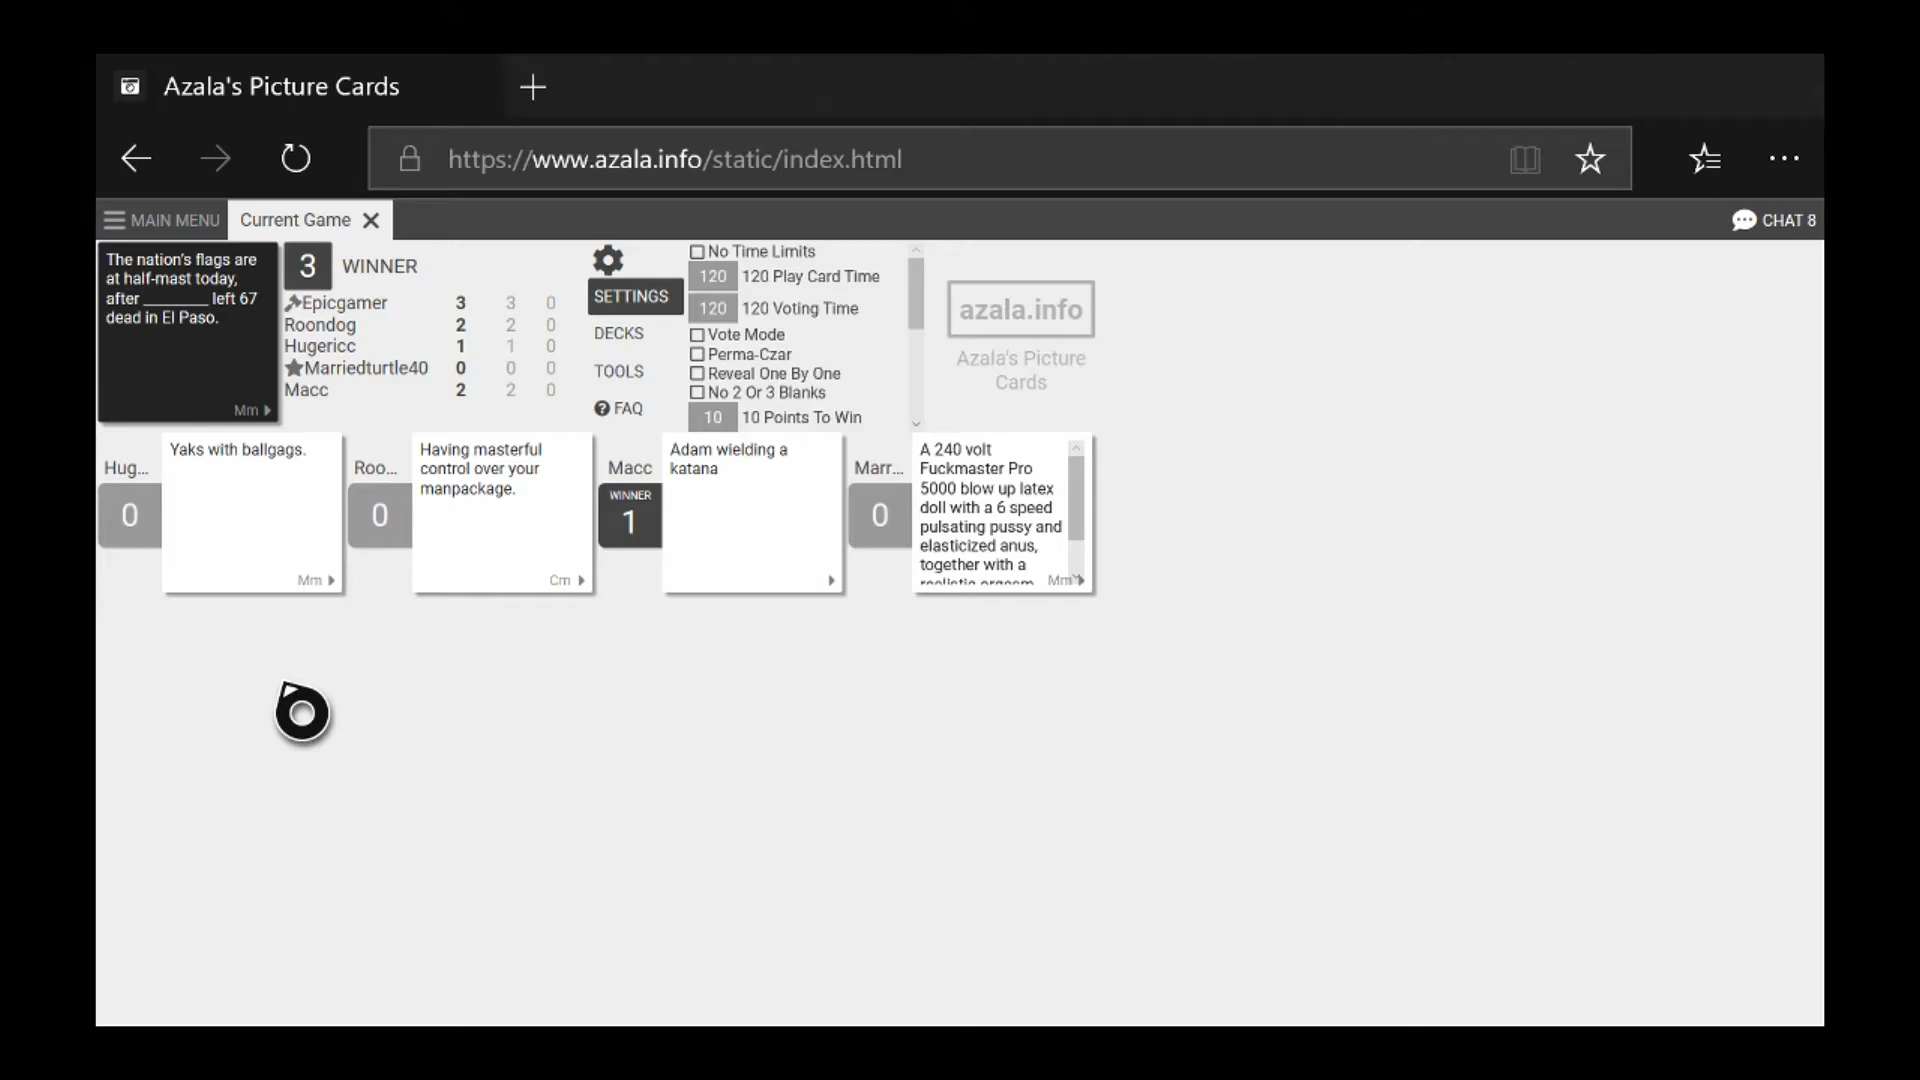 Azala's Picture Cards
https://www.azala.info/static/index.html
MAIN MENU
Current Game
CHAT 8
The nation's flags are
at half-mast today,
after ________ left 67
dead in El Paso.
Mm
3 WINNER
Epicgamer 3 3 0
Roondog 2 2 0
Hugericc 1 1 0
Marriedturtle40 0 0 0
Macc 2 2 0
SETTINGS
DECKS
TOOLS
FAQ
No Time Limits
120 120 Play Card Time
120 120 Voting Time
Vote Mode
Perma-Czar
Reveal One By One
No 2 Or 3 Blanks
10 10 Points To Win
azala.info
Azala's Picture
Cards
Hug...
0
Yaks with ballgags.
Mm
Roo...
0
Having masterful
control over your
manpackage.
Cm
Macc
WINNER
1
Adam wielding a
katana
Marr...
0
A 240 volt
Fuckmaster Pro
5000 blow up latex
doll with a 6 speed
pulsating pussy and
elasticized anus,
together with a
realistic orgasm
Mm